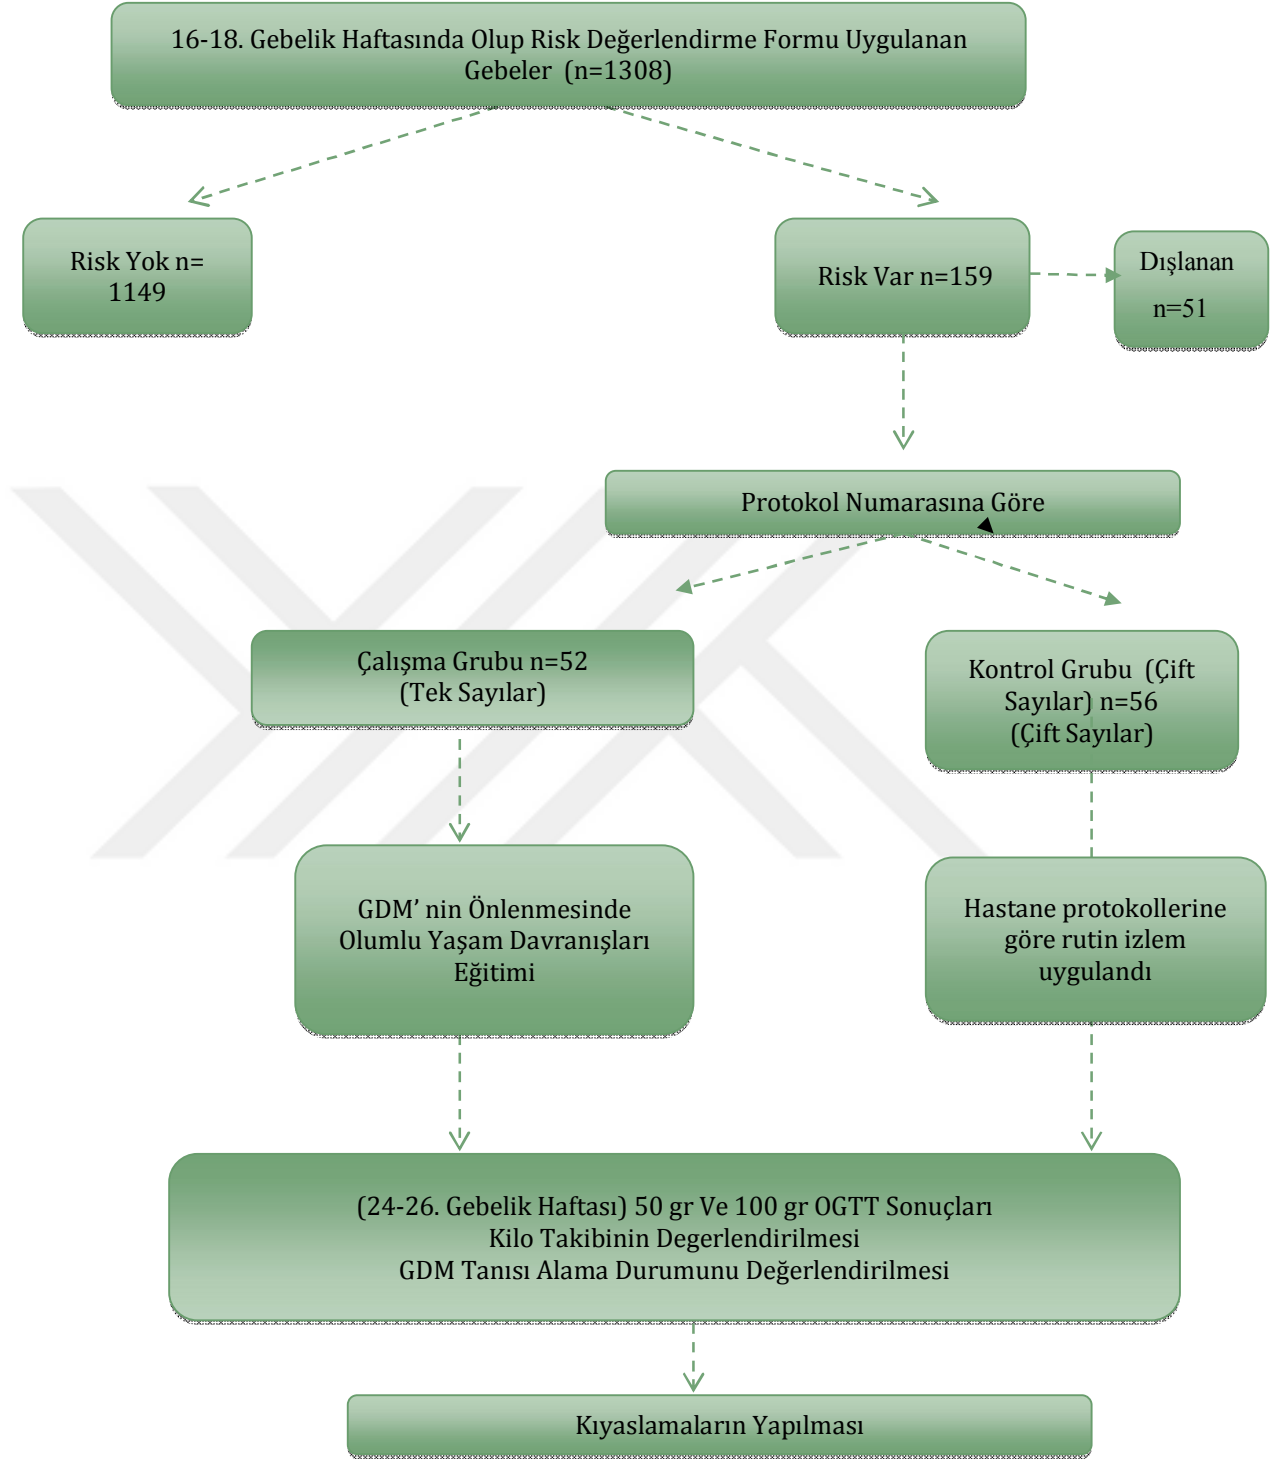 16-18. Gebelik Haftasında Olup Risk Değerlendirme Formu Uygulanan
Gebeler (n=1308)
Risk Yok n=
1149
Risk Var n=159
Dışlanan
n=51
Protokol Numarasına Göre
Çalışma Grubu n=52
(Tek Sayılar)
Kontrol Grubu (Çift
Sayılar) n=56
(Çift Sayılar)
GDM’ nin Önlenmesinde
Olumlu Yaşam Davranışları
Eğitimi
Hastane protokollerine
göre rutin izlem
uygulandı
(24-26. Gebelik Haftası) 50 gr Ve 100 gr OGTT Sonuçları
Kilo Takibinin Degerlendirilmesi
GDM Tanısı Alama Durumunu Değerlendirilmesi
Kıyaslamaların Yapılması